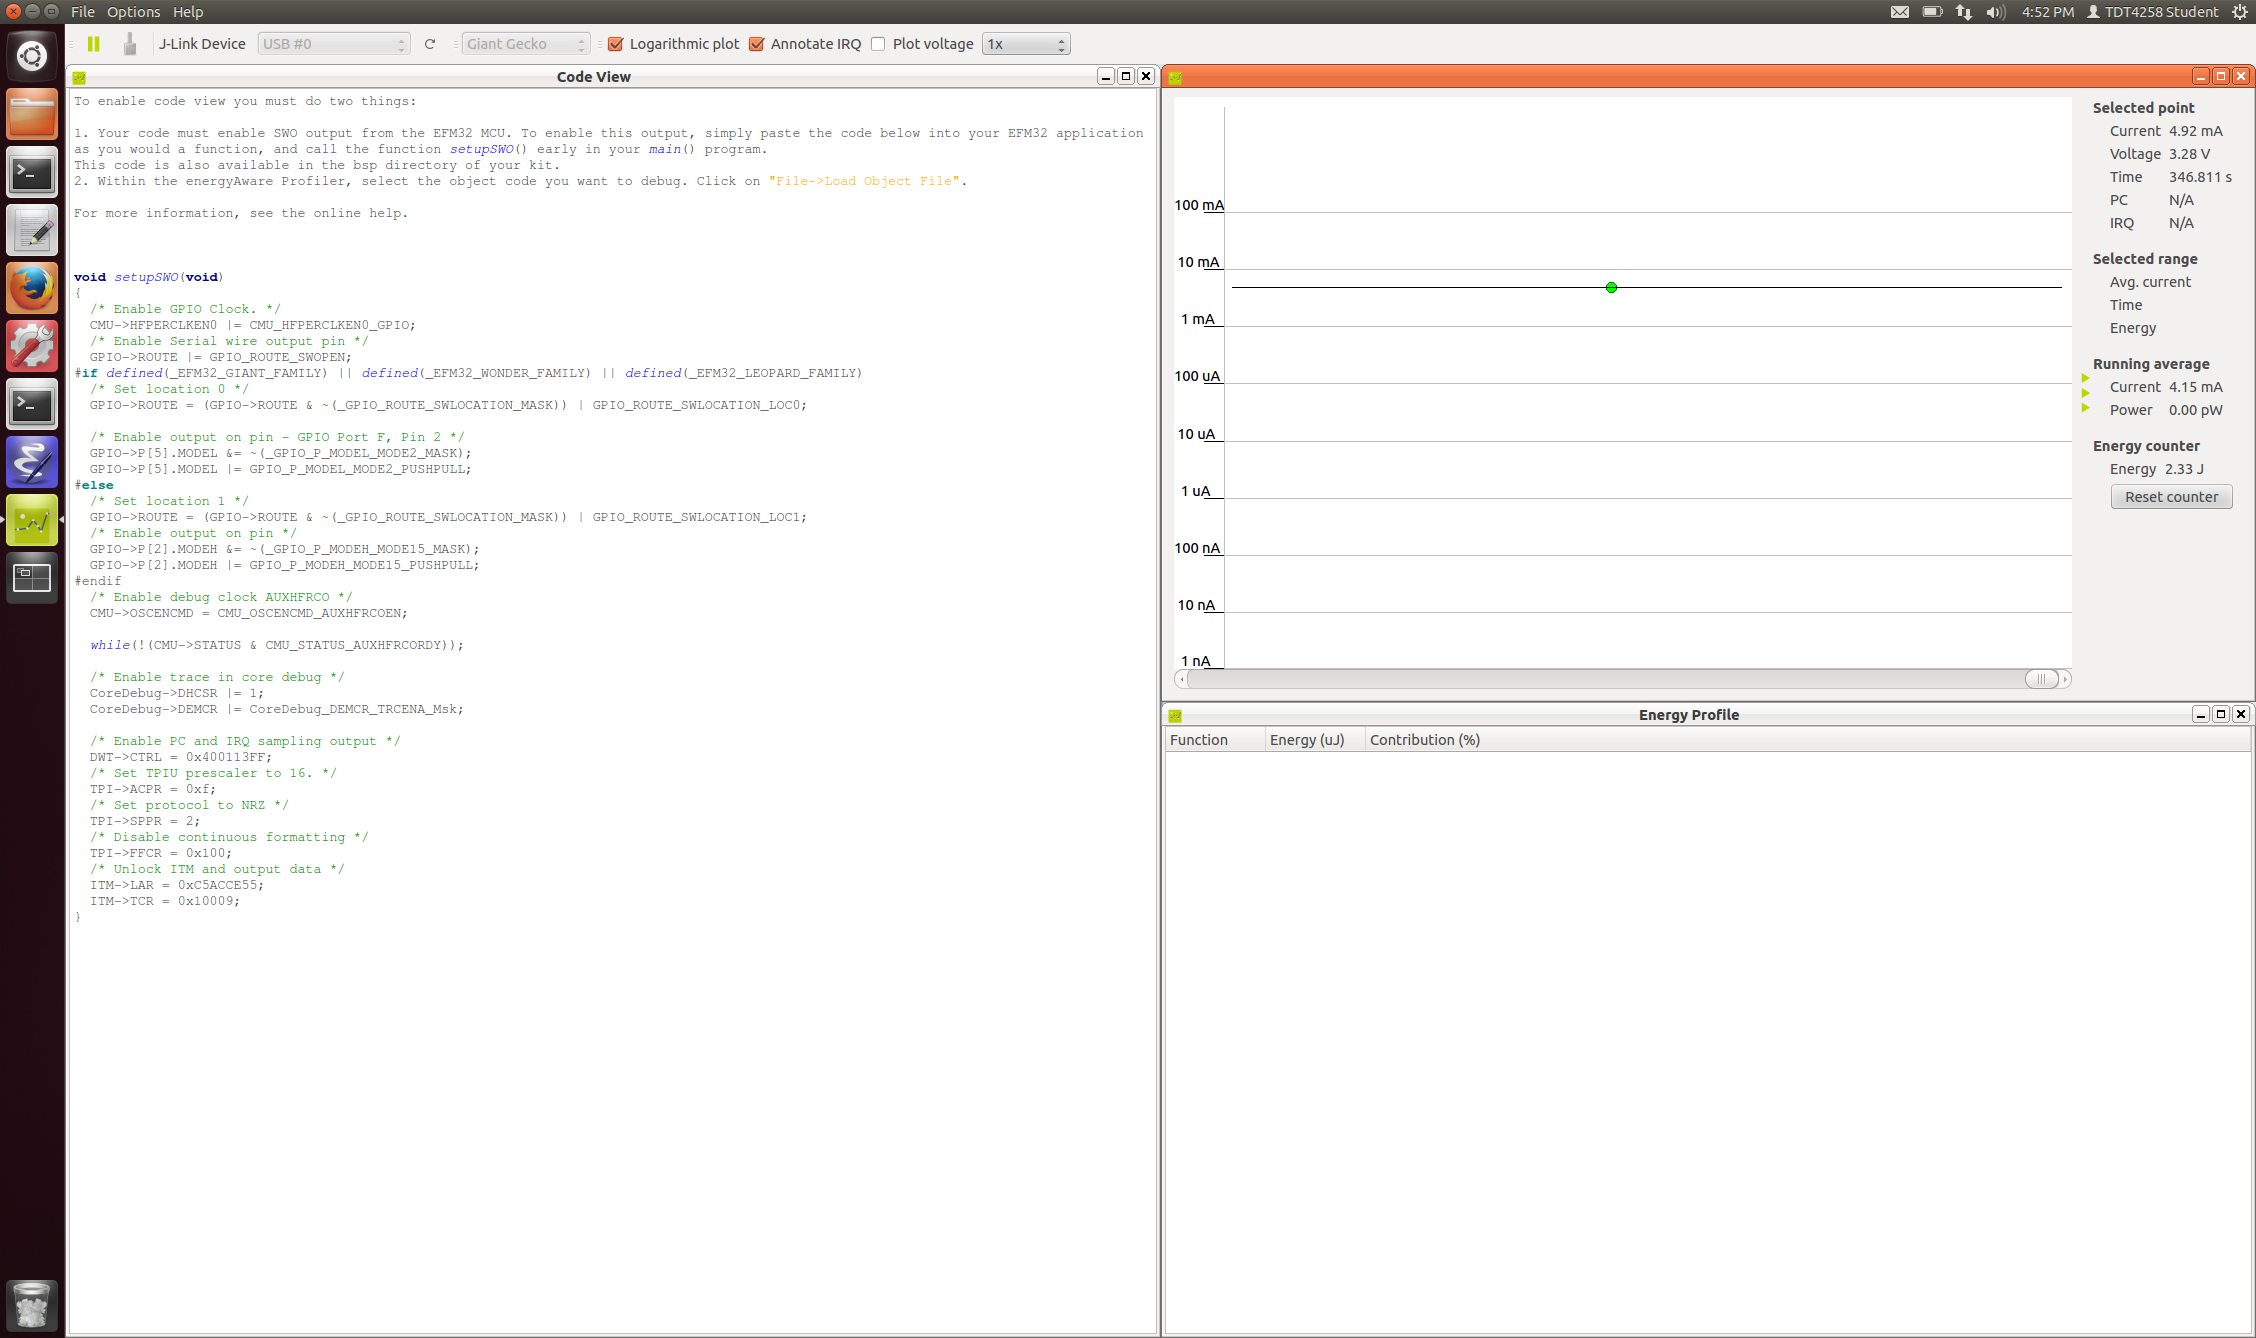 File Options Help
4:52 PM TDT4258 Student
J-Link Device USB #0 Giant Gecko Logarithmic plot Annotate IRQ Plot voltage 1x
Code View
To enable code view you must do two things:
1. Your code must enable SWO output from the EFM32 MCU. To enable this output, simply paste the code below into your EFM32 application
as you would a function, and call the function setupSWO() early in your main() program.
This code is also available in the bsp directory of your kit.
2. Within the energyAware Profiler, select the object code you want to debug. Click on "File->Load Object File".
For more information, see the online help.
void setupSWO(void)
{
/* Enable GPIO Clock. */
CMU->HFPERCLKEN0 |= CMU_HFPERCLKEN0_GPIO;
/* Enable Serial wire output pin */
GPIO->ROUTE |= GPIO_ROUTE_SWOPEN;
#if defined(_EFM32_GIANT_FAMILY) || defined(_EFM32_WONDER_FAMILY) || defined(_EFM32_LEOPARD_FAMILY)
/* Set location 0 */
GPIO->ROUTE = (GPIO->ROUTE & ~(_GPIO_ROUTE_SWLOCATION_MASK)) | GPIO_ROUTE_SWLOCATION_LOC0;
/* Enable output on pin - GPIO Port F, Pin 2 */
GPIO->P[5].MODEL &= ~(_GPIO_P_MODEL_MODE2_MASK);
GPIO->P[5].MODEL |= GPIO_P_MODEL_MODE2_PUSHPULL;
#else
/* Set location 1 */
GPIO->ROUTE = (GPIO->ROUTE & ~(_GPIO_ROUTE_SWLOCATION_MASK)) | GPIO_ROUTE_SWLOCATION_LOC1;
/* Enable output on pin */
GPIO->P[2].MODEH &= ~(_GPIO_P_MODEH_MODE15_MASK);
GPIO->P[2].MODEH |= GPIO_P_MODEH_MODE15_PUSHPULL;
#endif
/* Enable debug clock AUXHFRCO */
CMU->OSCENCMD = CMU_OSCENCMD_AUXHFRCOEN;
while(!(CMU->STATUS & CMU_STATUS_AUXHFRCORDY));
/* Enable trace in core debug */
CoreDebug->DHCSR |= 1;
CoreDebug->DEMCR |= CoreDebug_DEMCR_TRCENA_Msk;
/* Enable PC and IRQ sampling output */
DWT->CTRL = 0x400113FF;
/* Set TPIU prescaler to 16. */
TPI->ACPR = 0xf;
/* Set protocol to NRZ */
TPI->SPPR = 2;
/* Disable continuous formatting */
TPI->FFCR = 0x100;
/* Unlock ITM and output data */
ITM->LAR = 0xC5ACCE55;
ITM->TCR = 0x10009;
}
100 mA
10 mA
1 mA
100 uA
10 uA
1 uA
100 nA
10 nA
1 nA
Selected point
Current 4.92 mA
Voltage 3.28 V
Time 346.811 s
PC N/A
IRQ N/A
Selected range
Avg. current
Time
Energy
Running average
Current 4.15 mA
Power 0.00 pW
Energy counter
Energy 2.33 J
Reset counter
Energy Profile
Function Energy (uJ) Contribution (%)